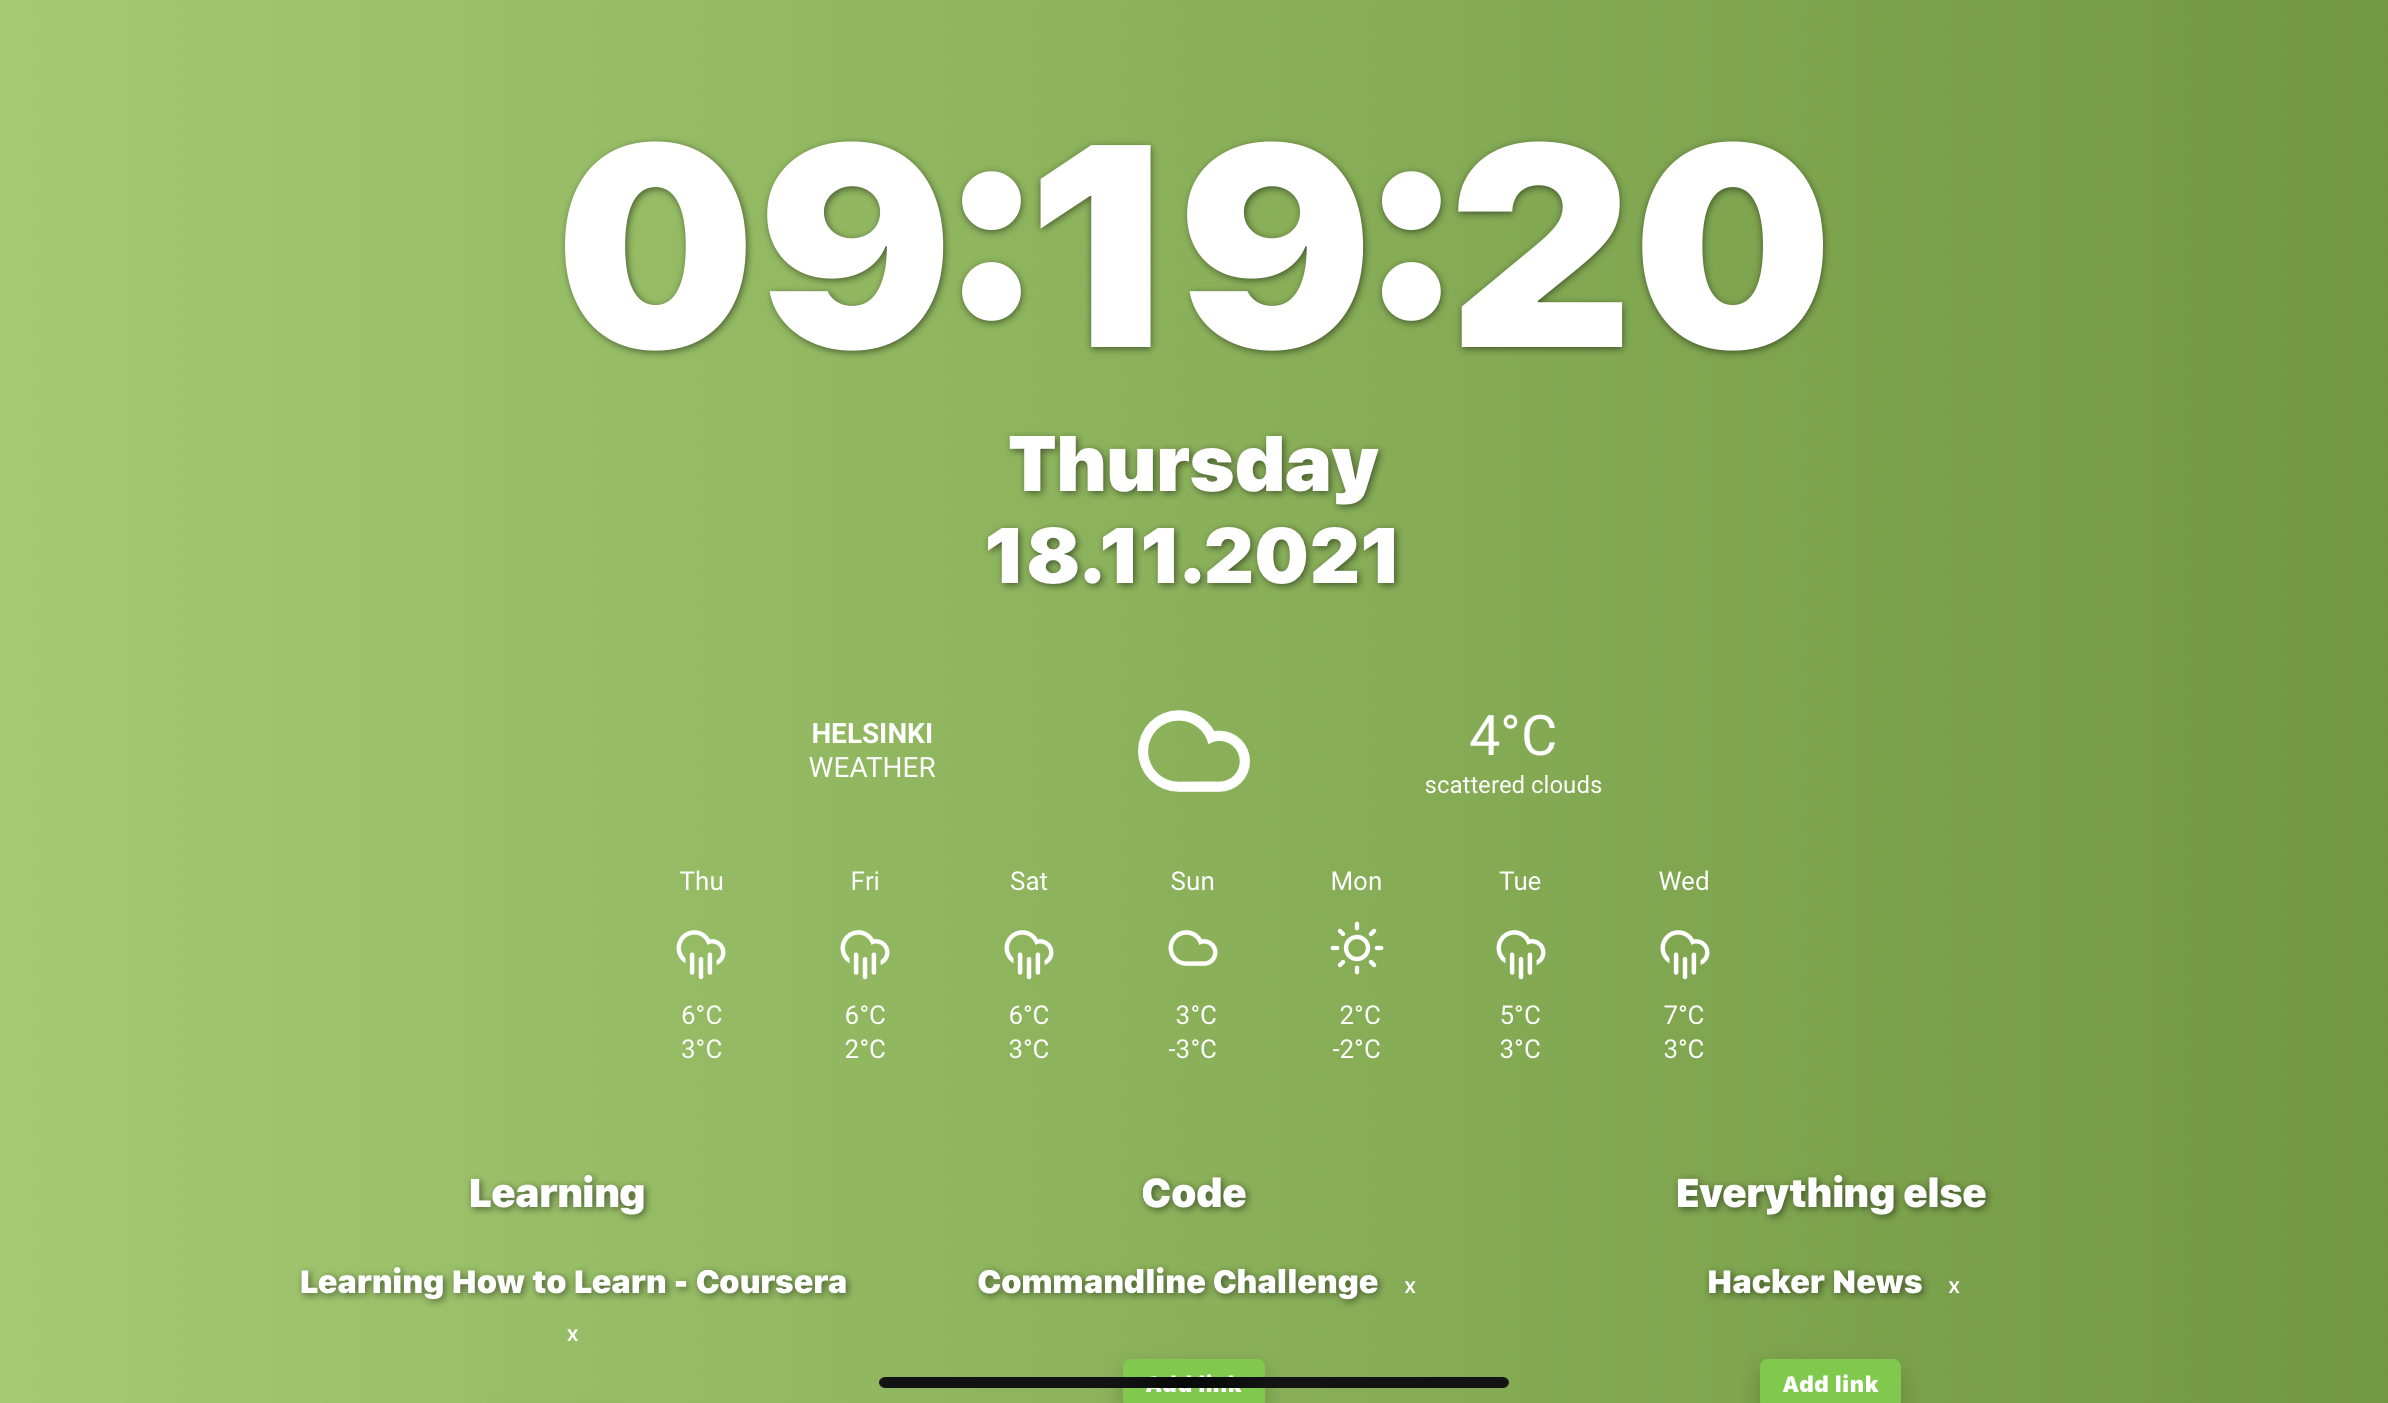 09:19:20
Thursday
18.11.2021
HELSINKI
WEATHER
4°C
scattered clouds
Thu Fri Sat Sun Mon Tue Wed
6°C 6°C 6°C 3°C 2°C 5°C 7°C
3°C 2°C 3°C -3°C -2°C 3°C 3°C
Learning Code Everything else
Learning How to Learn - Coursera Commandline Challenge x Hacker News x
x
Add link Add link